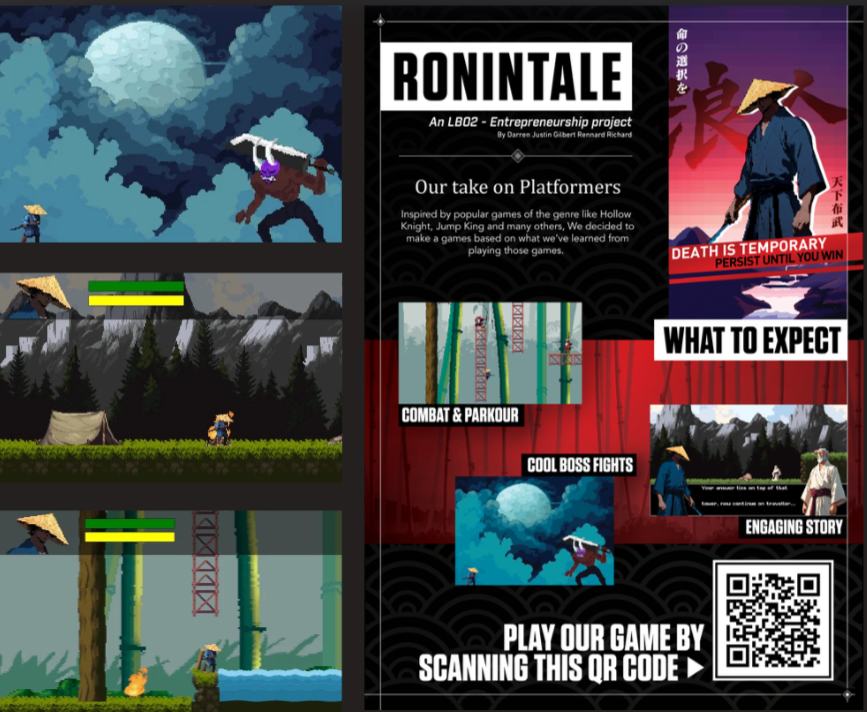 RONINTALE
An LB02 - Entrepreneurship project
By Darren Justin Gilbert Rennard Richard
Our take on Platformers
Inspired by popular games of the genre like Hollow
Knight, Jump King and many others, We decided to
make a games based on what we've learned from
playing those games.
命の選択を
浪人
天下布武
DEATH IS TEMPORARY
PERSIST UNTIL YOU WIN
WHAT TO EXPECT
COMBAT & PARKOUR
COOL BOSS FIGHTS
Your answer lies on top of that
tower, now continue on traveller...
ENGAGING STORY
PLAY OUR GAME BY
SCANNING THIS QR CODE